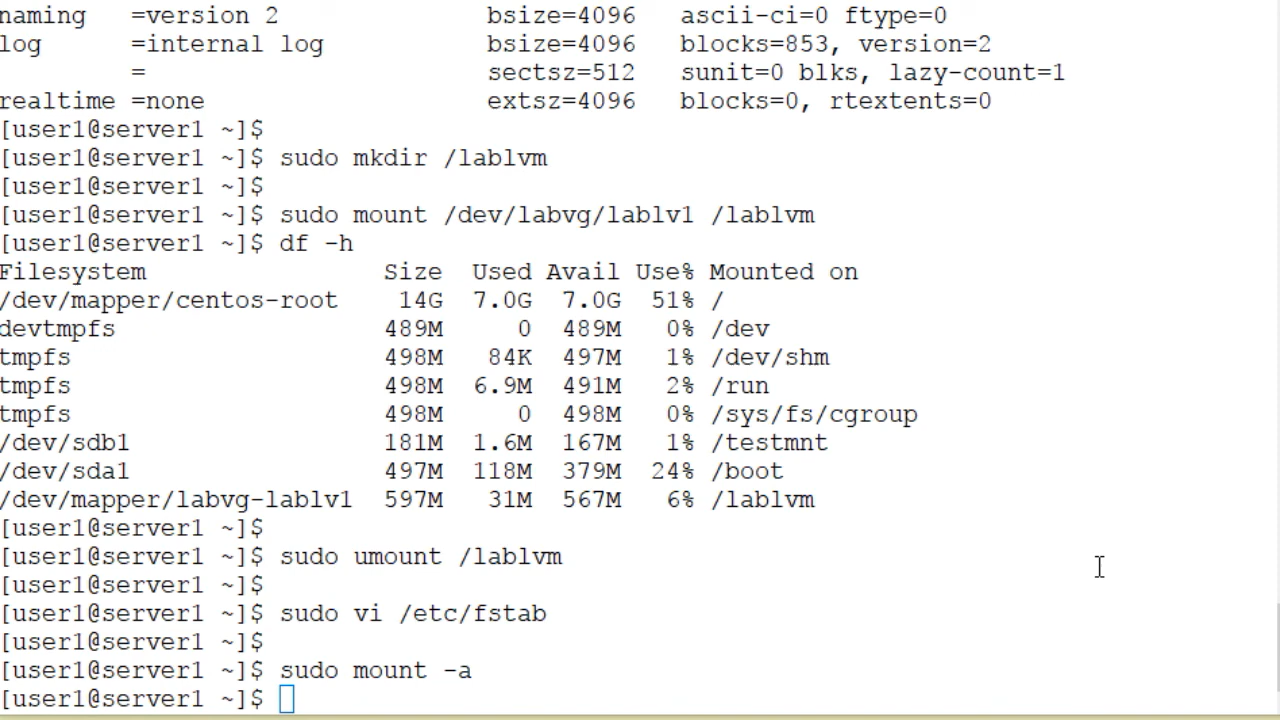 naming   =version 2              bsize=4096   ascii-ci=0 ftype=0
log      =internal log           bsize=4096   blocks=853, version=2
         =                       sectsz=512   sunit=0 blks, lazy-count=1
realtime =none                   extsz=4096   blocks=0, rtextents=0
[user1@server1 ~]$
[user1@server1 ~]$ sudo mkdir /lablvm
[user1@server1 ~]$
[user1@server1 ~]$ sudo mount /dev/labvg/lablv1 /lablvm
[user1@server1 ~]$ df -h
Filesystem                Size  Used Avail Use% Mounted on
/dev/mapper/centos-root    14G  7.0G  7.0G  51% /
devtmpfs                  489M     0  489M   0% /dev
tmpfs                     498M   84K  497M   1% /dev/shm
tmpfs                     498M  6.9M  491M   2% /run
tmpfs                     498M     0  498M   0% /sys/fs/cgroup
/dev/sdb1                 181M  1.6M  167M   1% /testmnt
/dev/sda1                 497M  118M  379M  24% /boot
/dev/mapper/labvg-lablv1  597M   31M  567M   6% /lablvm
[user1@server1 ~]$
[user1@server1 ~]$ sudo umount /lablvm
[user1@server1 ~]$
[user1@server1 ~]$ sudo vi /etc/fstab
[user1@server1 ~]$
[user1@server1 ~]$ sudo mount -a
[user1@server1 ~]$